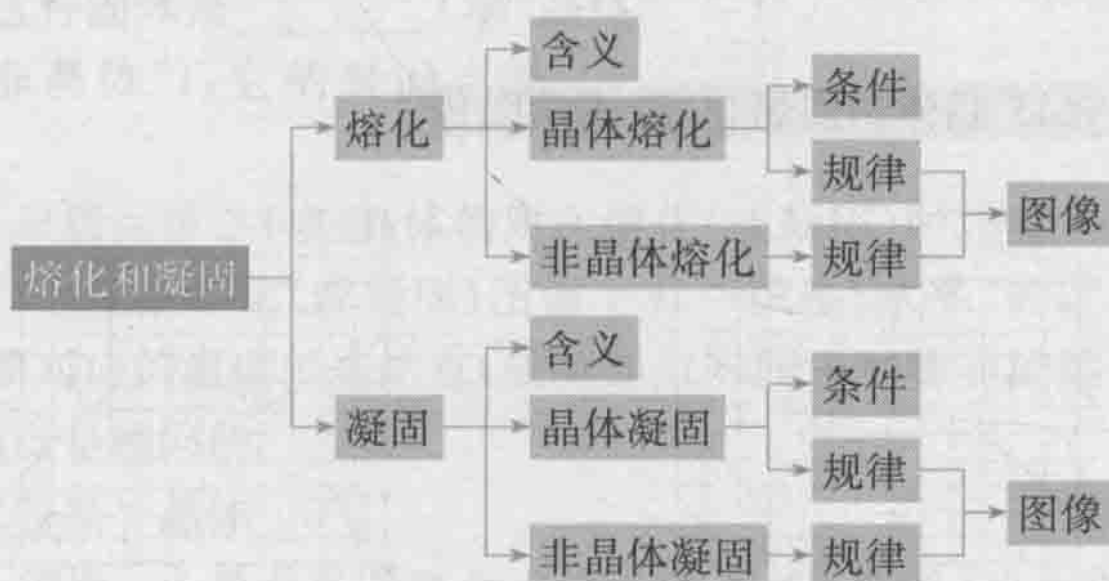 熔化和凝固
熔化
含义
晶体熔化
条件
规律
非晶体熔化
规律
图像
凝固
含义
晶体凝固
条件
规律
非晶体凝固
规律
图像